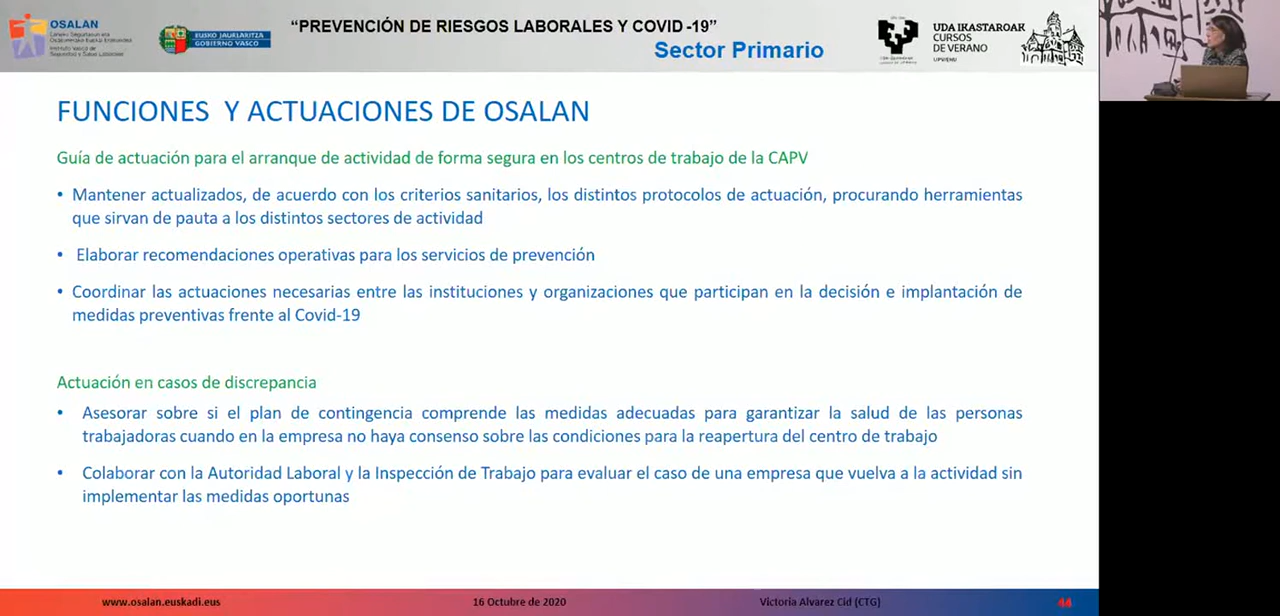 OSALAN
EUSKO JAURLARITZA
GOBIERNO VASCO
“PREVENCIÓN DE RIESGOS LABORALES Y COVID -19”
Sector Primario
UDA IKASTAROAK
CURSOS
DE VERANO
UPV/EHU
FUNCIONES Y ACTUACIONES DE OSALAN
Guía de actuación para el arranque de actividad de forma segura en los centros de trabajo de la CAPV
• Mantener actualizados, de acuerdo con los criterios sanitarios, los distintos protocolos de actuación, procurando herramientas
que sirvan de pauta a los distintos sectores de actividad
• Elaborar recomendaciones operativas para los servicios de prevención
• Coordinar las actuaciones necesarias entre las instituciones y organizaciones que participan en la decisión e implantación de
medidas preventivas frente al Covid-19
Actuación en casos de discrepancia
• Asesorar sobre si el plan de contingencia comprende las medidas adecuadas para garantizar la salud de las personas
trabajadoras cuando en la empresa no haya consenso sobre las condiciones para la reapertura del centro de trabajo
• Colaborar con la Autoridad Laboral y la Inspección de Trabajo para evaluar el caso de una empresa que vuelva a la actividad sin
implementar las medidas oportunas
www.osalan.euskadi.eus
16 Octubre de 2020
Victoria Alvarez Cid (CTG)
44